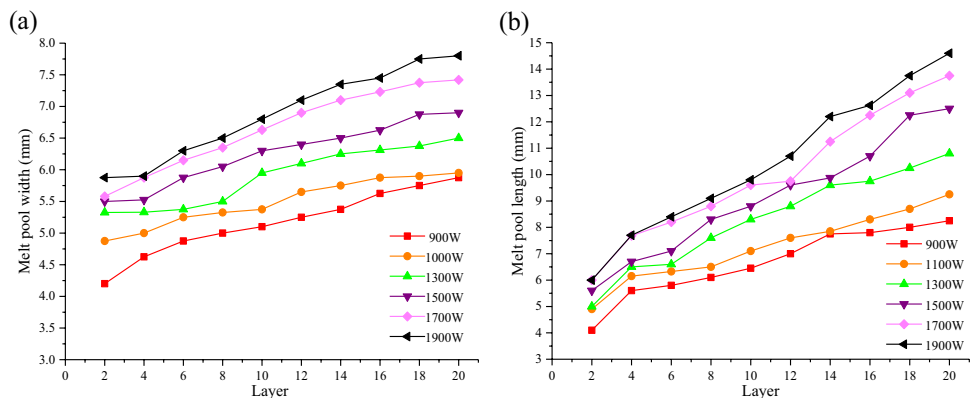 (a)
8.0
7.5
7.0
6.5
6.0
5.5
5.0
4.5
4.0
3.5
3.0
Melt pool width (mm)
900W
1000W
1300W
1500W
1700W
1900W
0 2 4 6 8 10 12 14 16 18 20
Layer
(b)
15
14
13
12
11
10
9
8
7
6
5
4
3
Melt pool length (mm)
900W
1100W
1300W
1500W
1700W
1900W
0 2 4 6 8 10 12 14 16 18 20
Layer